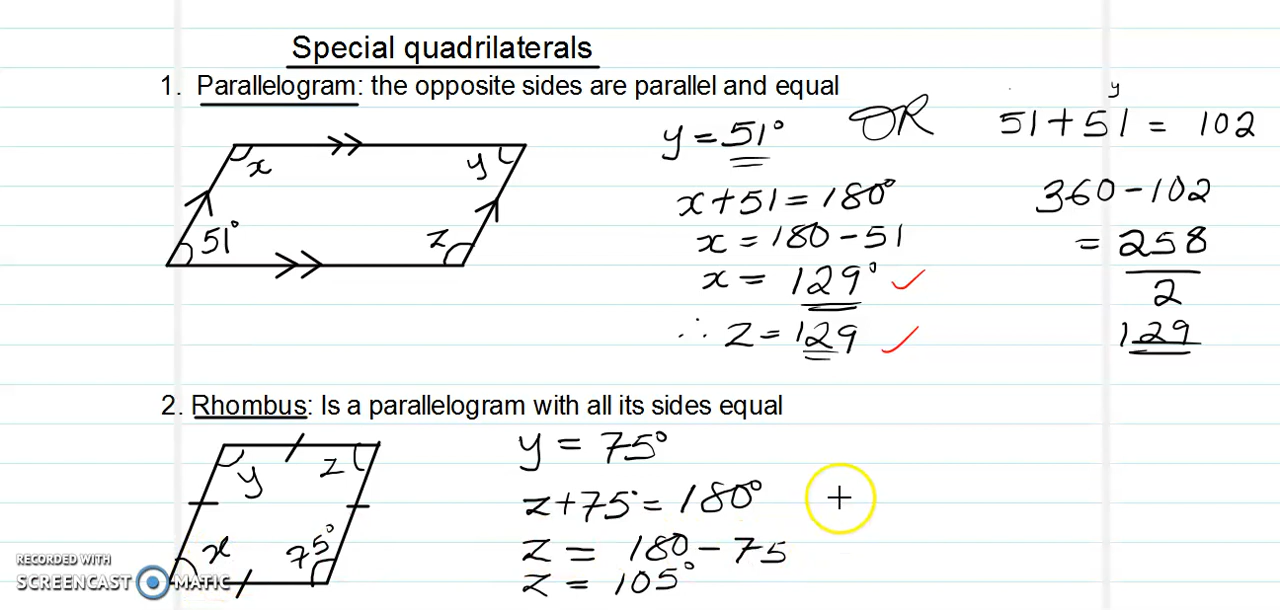 Special quadrilaterals
1. Parallelogram: the opposite sides are parallel and equal
x
y
51°
z
y = 51°
x + 51 = 180°
x = 180 - 51
x = 129°
∴ z = 129
OR
y
51 + 51 = 102
360 - 102
= 258
2
129
2. Rhombus: Is a parallelogram with all its sides equal
y
z
x
75°
y = 75°
z + 75° = 180°
z = 180 - 75
z = 105°
RECORDED WITH
SCREENCAST MATIC